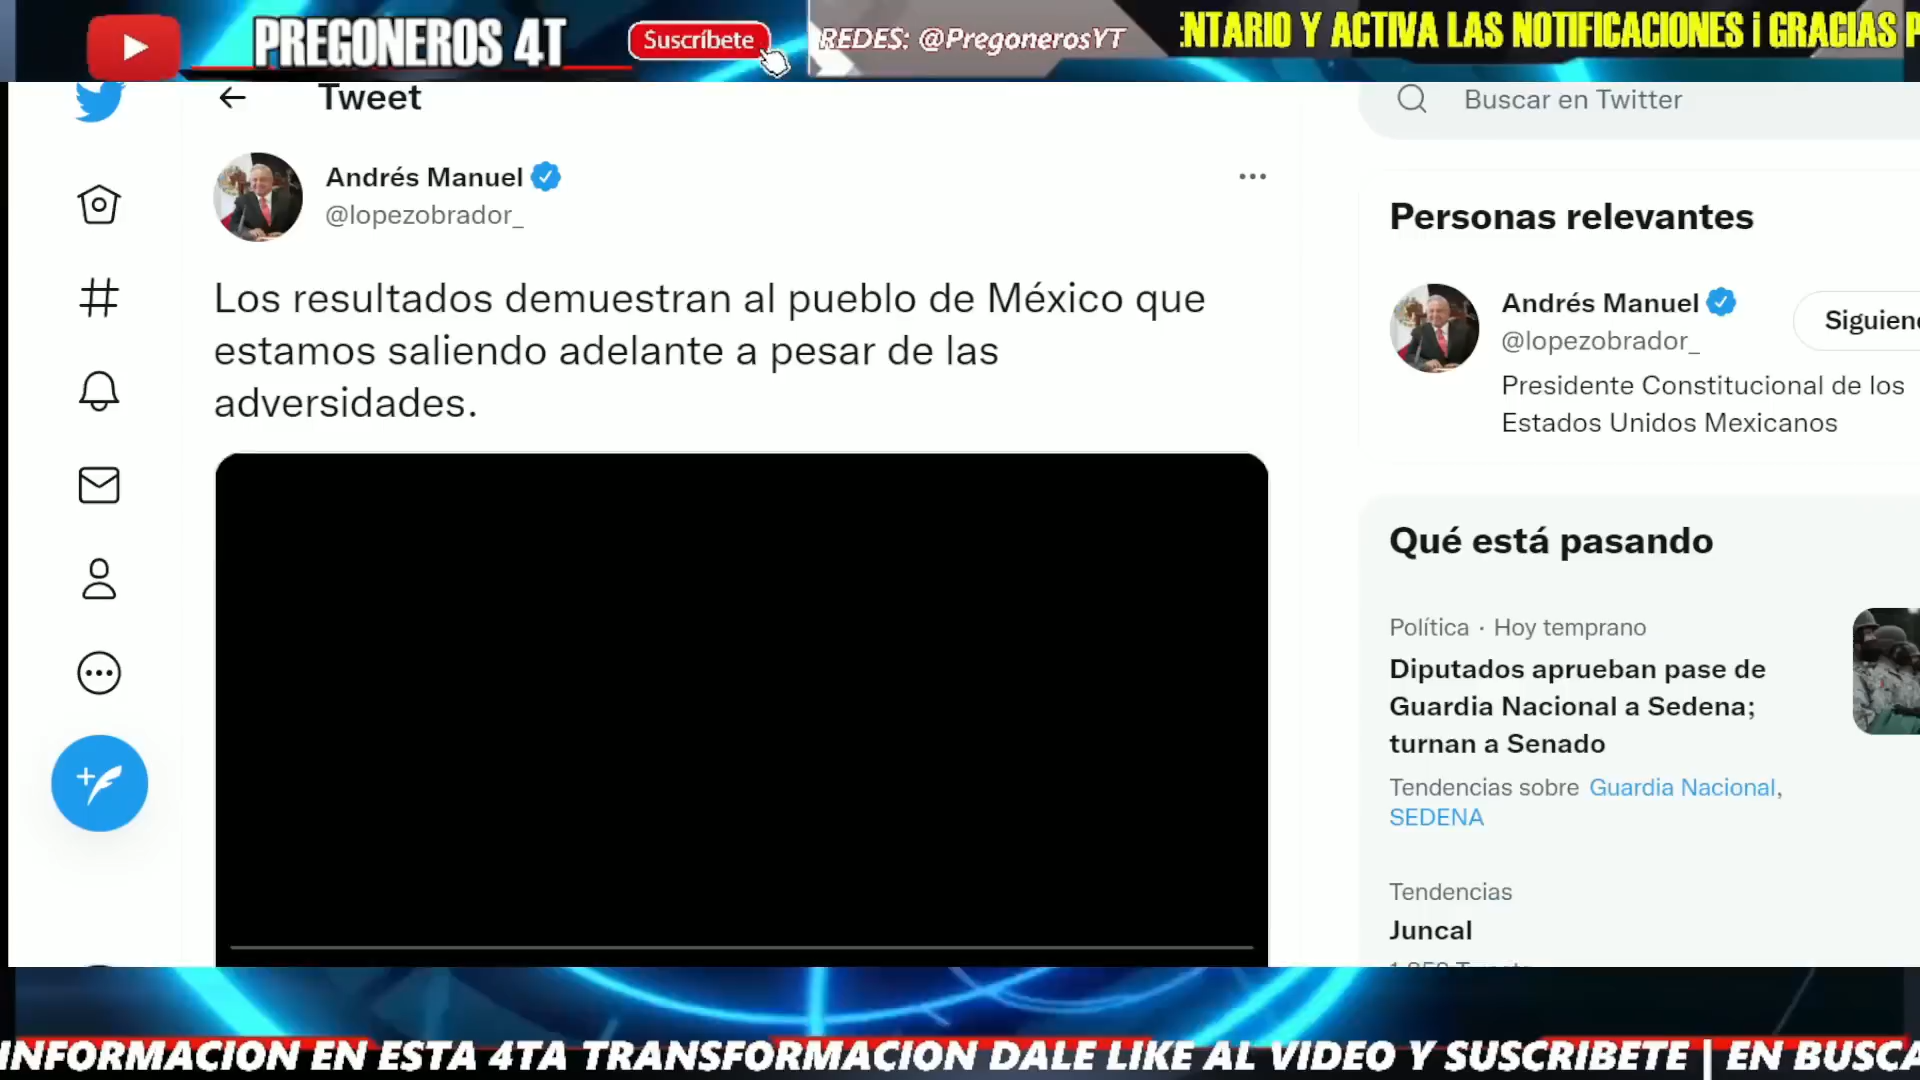 PREGONEROS 4T
Suscríbete
REDES: @PregonerosYT
NTARIO Y ACTIVA LAS NOTIFICACIONES ¡ GRACIAS P
Tweet
Buscar en Twitter
Andrés Manuel
@lopezobrador_
Los resultados demuestran al pueblo de México que
estamos saliendo adelante a pesar de las
adversidades.
Personas relevantes
Andrés Manuel
@lopezobrador_
Siguiend
Presidente Constitucional de los
Estados Unidos Mexicanos
Qué está pasando
Política · Hoy temprano
Diputados aprueban pase de
Guardia Nacional a Sedena;
turnan a Senado
Tendencias sobre Guardia Nacional,
SEDENA
Tendencias
Juncal
INFORMACION EN ESTA 4TA TRANSFORMACION DALE LIKE AL VIDEO Y SUSCRIBETE | EN BUSCA